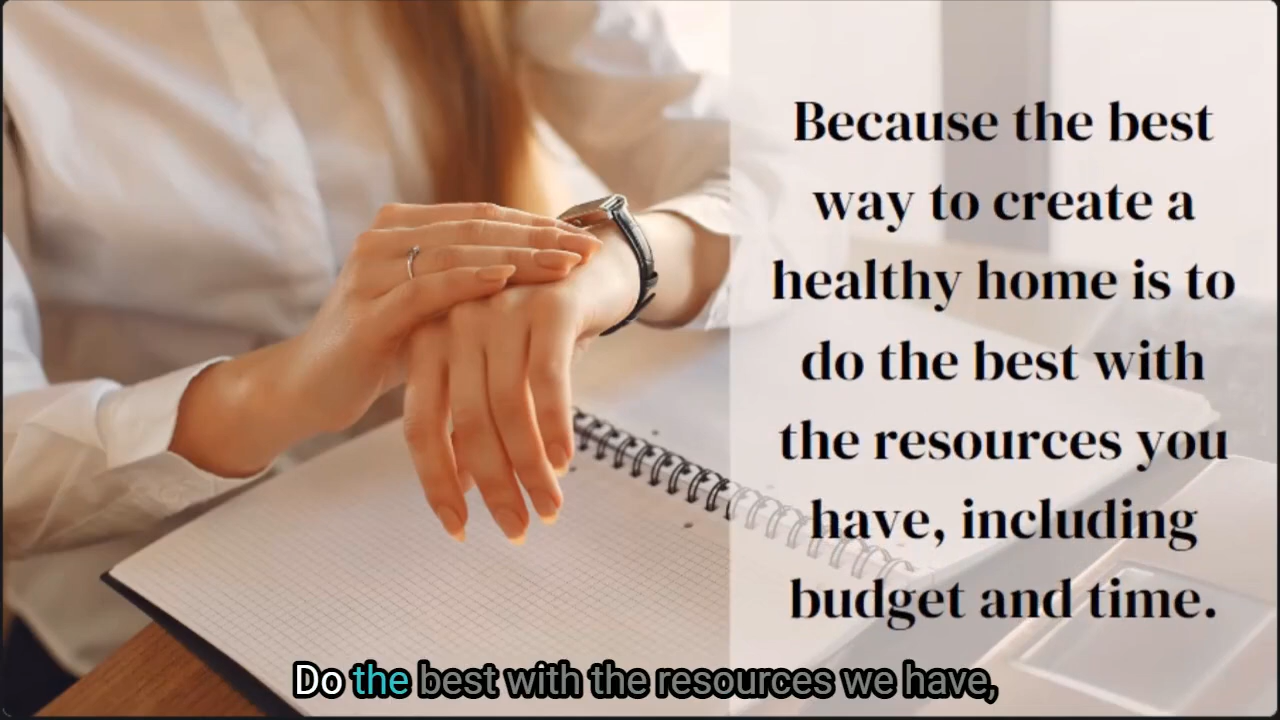 Because the best
way to create a
healthy home is to
do the best with
the resources you
have, including
budget and time.
Do the best with the resources we have,